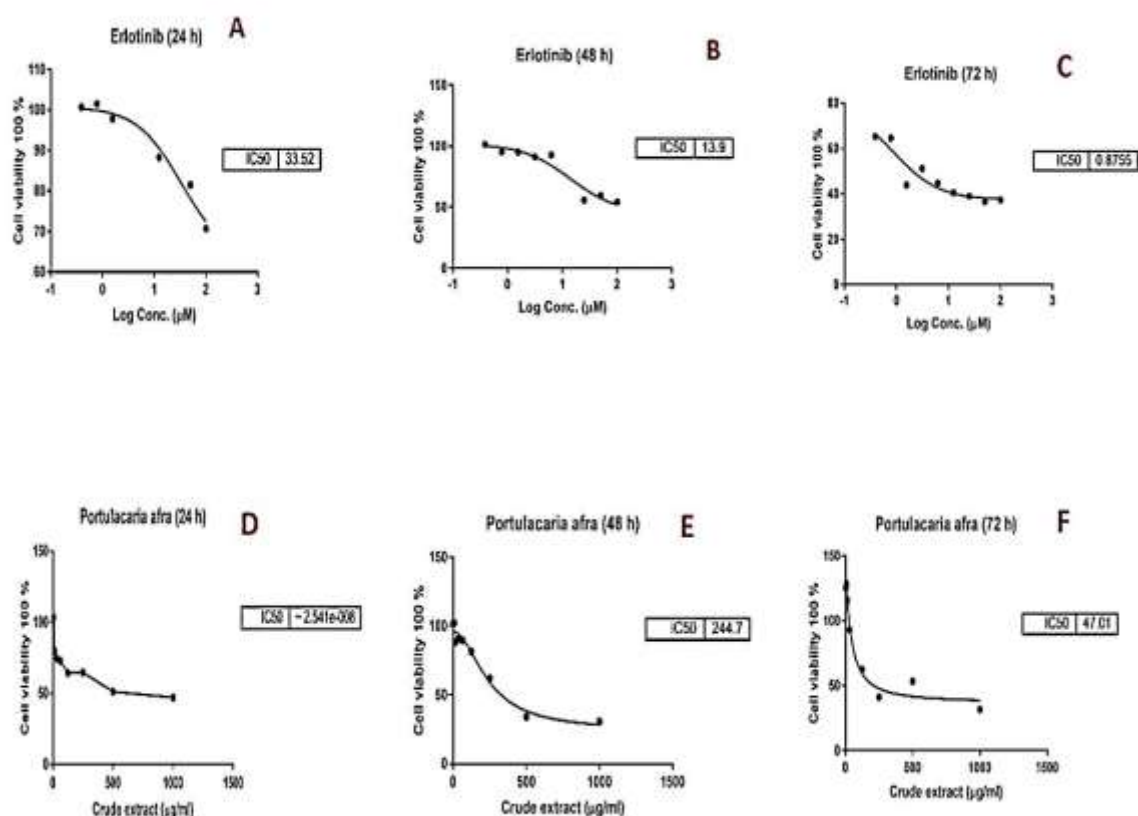 Erlotinib (24 h)
A
110
100
90
80
70
60
Cell viability 100 %
-1
0
1
2
3
Log Conc. (µM)
IC50 33.52
Erlotinib (48 h)
B
150
100
50
0
Cell viability 100 %
-1
0
1
2
3
Log Conc. (µM)
IC50 13.9
Erlotinib (72 h)
C
80
60
40
20
0
Cell viability 100 %
-1
0
1
2
3
Log Conc. (µM)
IC50 0.8755
Portulacaria afra (24 h)
D
150
100
50
0
Cell viability 100 %
0
500
1000
1500
Crude extract (µg/ml)
IC50 ~ 2.541e-008
Portulacaria afra (48 h)
E
150
100
50
0
Cell viability 100 %
0
500
1000
1500
Crude extract (µg/ml)
IC50 244.7
Portulacaria afra (72 h)
F
150
100
50
0
Cell viability 100 %
0
500
1000
1500
Crude extract (µg/ml)
IC50 47.01